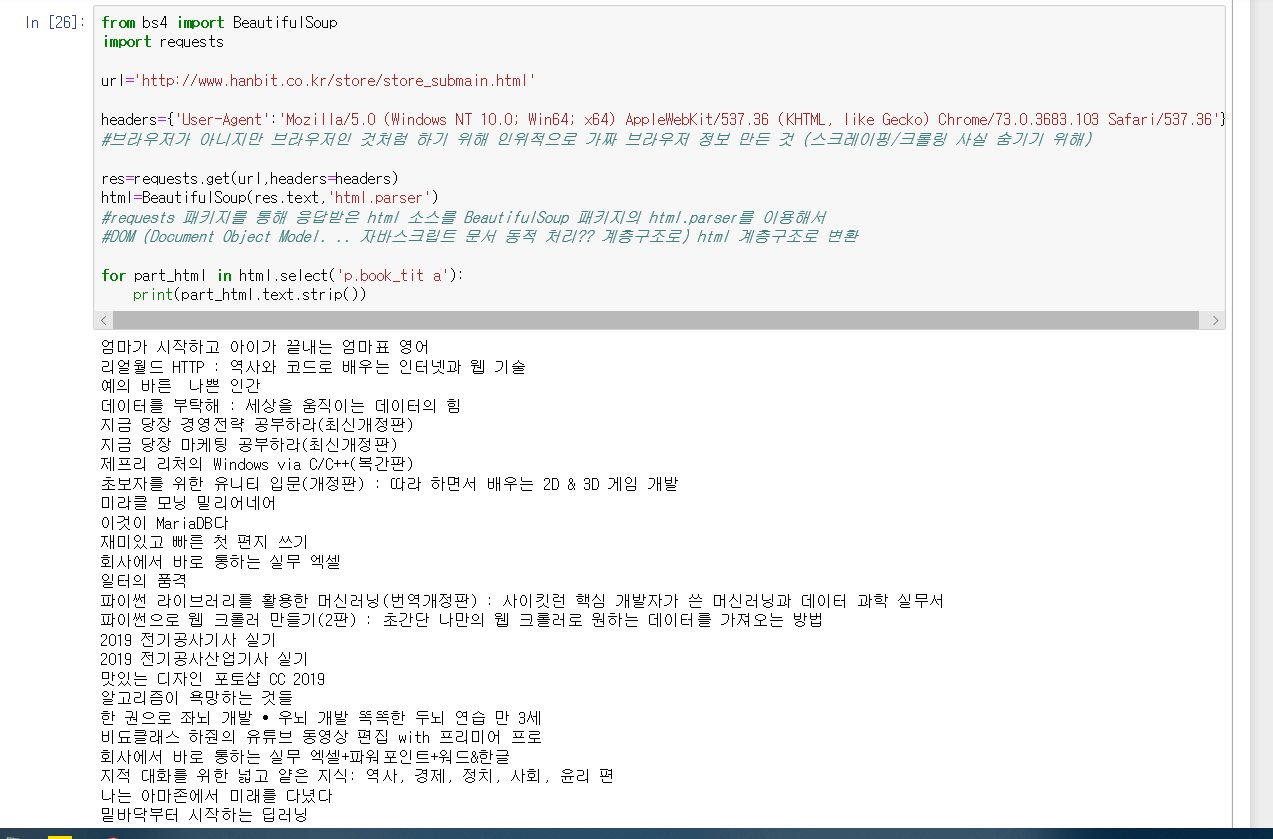 In [26]:
from bs4 import BeautifulSoup
import requests
url='http://www.hanbit.co.kr/store/store_submain.html'
headers={'User-Agent':'Mozilla/5.0 (Windows NT 10.0; Win64; x64) AppleWebKit/537.36 (KHTML, like Gecko) Chrome/73.0.3683.103 Safari/537.36'}
#브라우저가 아니지만 브라우저인 것처럼 하기 위해 인위적으로 가짜 브라우저 정보 만든 것 (스크레이핑/크롤링 사실 숨기기 위해)
res=requests.get(url,headers=headers)
html=BeautifulSoup(res.text,'html.parser')
#requests 패키지를 통해 응답받은 html 소스를 BeautifulSoup 패키지의 html.parser를 이용해서
#DOM (Document Object Model. .. 자바스크립트 문서 동적 처리?? 계층구조로) html 계층구조로 변환
for part_html in html.select('p.book_tit a'):
    print(part_html.text.strip())
엄마가 시작하고 아이가 끝내는 엄마표 영어
리얼월드 HTTP : 역사와 코드로 배우는 인터넷과 웹 기술
예의 바른  나쁜 인간
데이터를 부탁해 : 세상을 움직이는 데이터의 힘
지금 당장 경영전략 공부하라(최신개정판)
지금 당장 마케팅 공부하라(최신개정판)
제프리 리처의 Windows via C/C++(복간판)
초보자를 위한 유니티 입문(개정판) : 따라 하면서 배우는 2D & 3D 게임 개발
미라클 모닝 밀리어네어
이것이 MariaDB다
재미있고 빠른 첫 편지 쓰기
회사에서 바로 통하는 실무 엑셀
일터의 품격
파이썬 라이브러리를 활용한 머신러닝(번역개정판) : 사이킷런 핵심 개발자가 쓴 머신러닝과 데이터 과학 실무서
파이썬으로 웹 크롤러 만들기(2판) : 초간단 나만의 웹 크롤러로 원하는 데이터를 가져오는 방법
2019 전기공사기사 실기
2019 전기공사산업기사 실기
맛있는 디자인 포토샵 CC 2019
알고리즘이 욕망하는 것들
한 권으로 좌뇌 개발 • 우뇌 개발 똑똑한 두뇌 연습 만 3세
비됴클래스 하줜의 유튜브 동영상 편집 with 프리미어 프로
회사에서 바로 통하는 실무 엑셀+파워포인트+워드&한글
지적 대화를 위한 넓고 얕은 지식: 역사, 경제, 정치, 사회, 윤리 편
나는 아마존에서 미래를 다녔다
밑바닥부터 시작하는 딥러닝